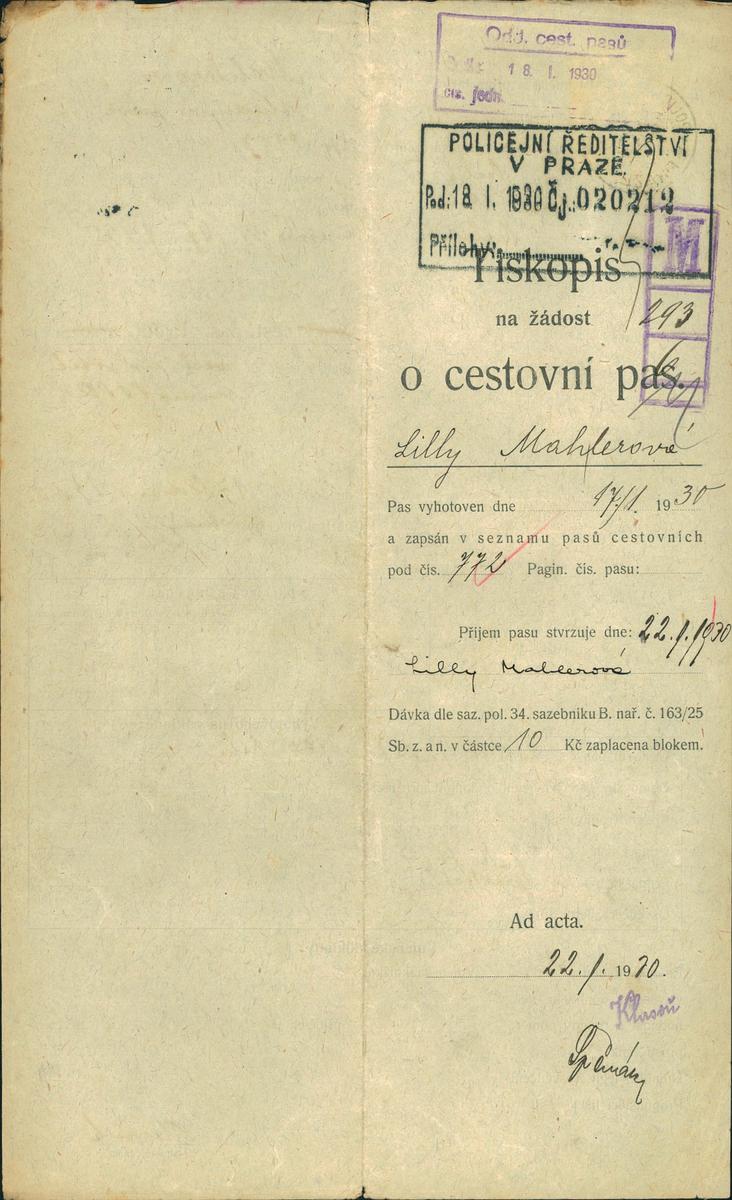 Odd. cest. pasů
18. I. 1930
čís. jedn.
POLICEJNÍ ŘEDITELSTVÍ
V PRAZE.
Pod: 18. I. 1930 Čj.: 020212
Přílohy:
M
Tiskopis
na žádost
293
o cestovní pas.
Lilly Mahlerová
Pas vyhotoven dne 17/1. 1930
a zapsán v seznamu pasů cestovních
pod čís. 772 Pagin. čís. pasu:
Příjem pasu stvrzuje dne: 22.1.1930
Lilly Mahlerová
Dávka dle saz. pol. 34. sazebníku B. nař. č. 163/25
Sb. z. a n. v částce 10 Kč zaplacena blokem.
Ad acta.
22.1.1930.